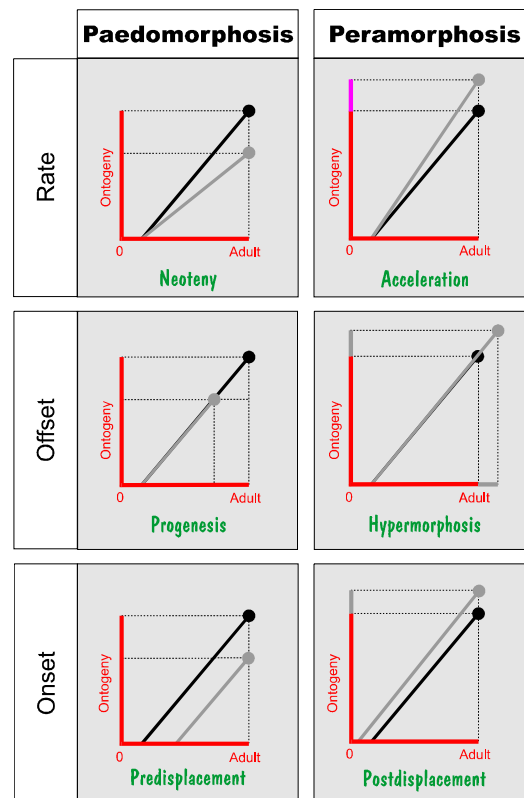 Paedomorphosis
Peramorphosis
Rate
Ontogeny
0
Adult
Neoteny
Ontogeny
0
Adult
Acceleration
Offset
Ontogeny
0
Adult
Progenesis
Ontogeny
0
Adult
Hypermorphosis
Onset
Ontogeny
0
Adult
Predisplacement
Ontogeny
0
Adult
Postdisplacement